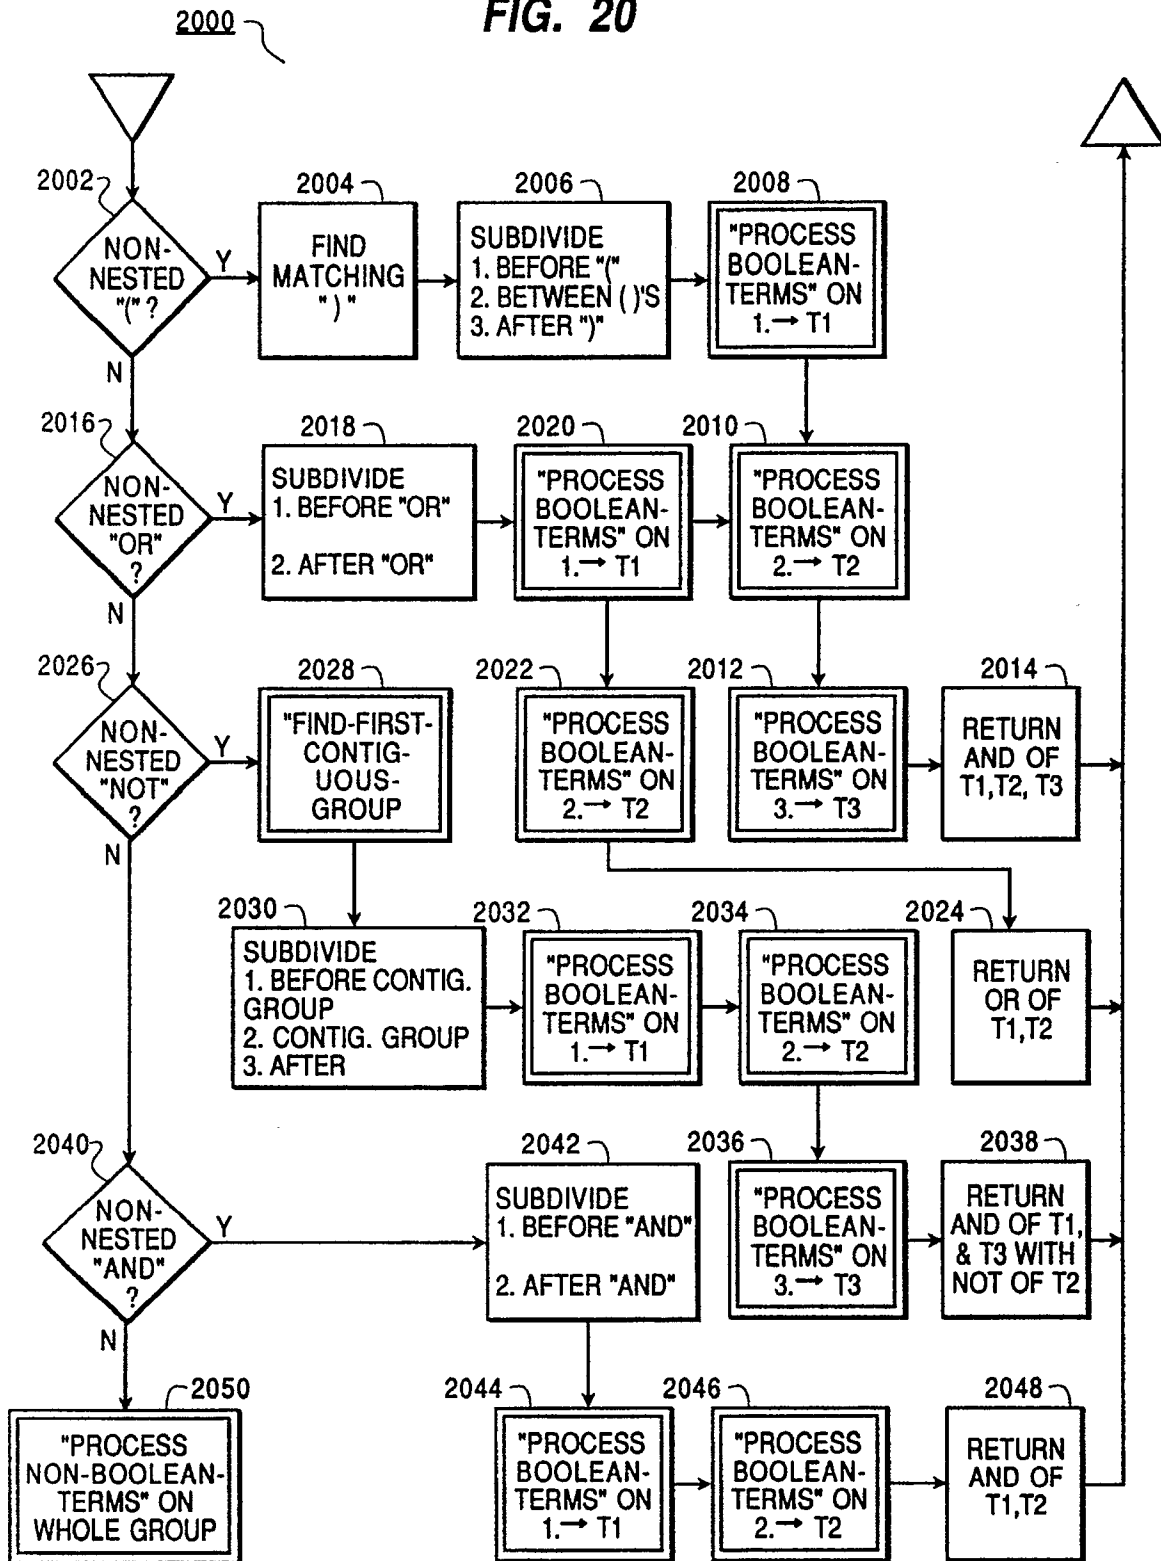 FIG. 20
2000
2002
NON-
NESTED
"(" ?
Y
N
2004
FIND
MATCHING
")"
2006
SUBDIVIDE
1. BEFORE "("
2. BETWEEN ( )'S
3. AFTER ")"
2008
"PROCESS
BOOLEAN-
TERMS" ON
1.→ T1
2016
NON-
NESTED
"OR"
?
Y
N
2018
SUBDIVIDE
1. BEFORE "OR"
2. AFTER "OR"
2020
"PROCESS
BOOLEAN-
TERMS" ON
1.→ T1
2010
"PROCESS
BOOLEAN-
TERMS" ON
2.→ T2
2026
NON-
NESTED
"NOT"
?
Y
N
2028
"FIND-FIRST-
CONTIG-
UOUS-
GROUP
2022
"PROCESS
BOOLEAN-
TERMS" ON
2.→ T2
2012
"PROCESS
BOOLEAN-
TERMS" ON
3.→ T3
2014
RETURN
AND OF
T1,T2, T3
2030
SUBDIVIDE
1. BEFORE CONTIG.
GROUP
2. CONTIG. GROUP
3. AFTER
2032
"PROCESS
BOOLEAN-
TERMS" ON
1.→ T1
2034
"PROCESS
BOOLEAN-
TERMS" ON
2.→ T2
2024
RETURN
OR OF
T1,T2
2040
NON-
NESTED
"AND"
?
Y
N
2042
SUBDIVIDE
1. BEFORE "AND"
2. AFTER "AND"
2036
"PROCESS
BOOLEAN-
TERMS" ON
3.→ T3
2038
RETURN
AND OF T1,
& T3 WITH
NOT OF T2
2050
"PROCESS
NON-BOOLEAN-
TERMS" ON
WHOLE GROUP
2044
"PROCESS
BOOLEAN-
TERMS" ON
1.→ T1
2046
"PROCESS
BOOLEAN-
TERMS" ON
2.→ T2
2048
RETURN
AND OF
T1,T2